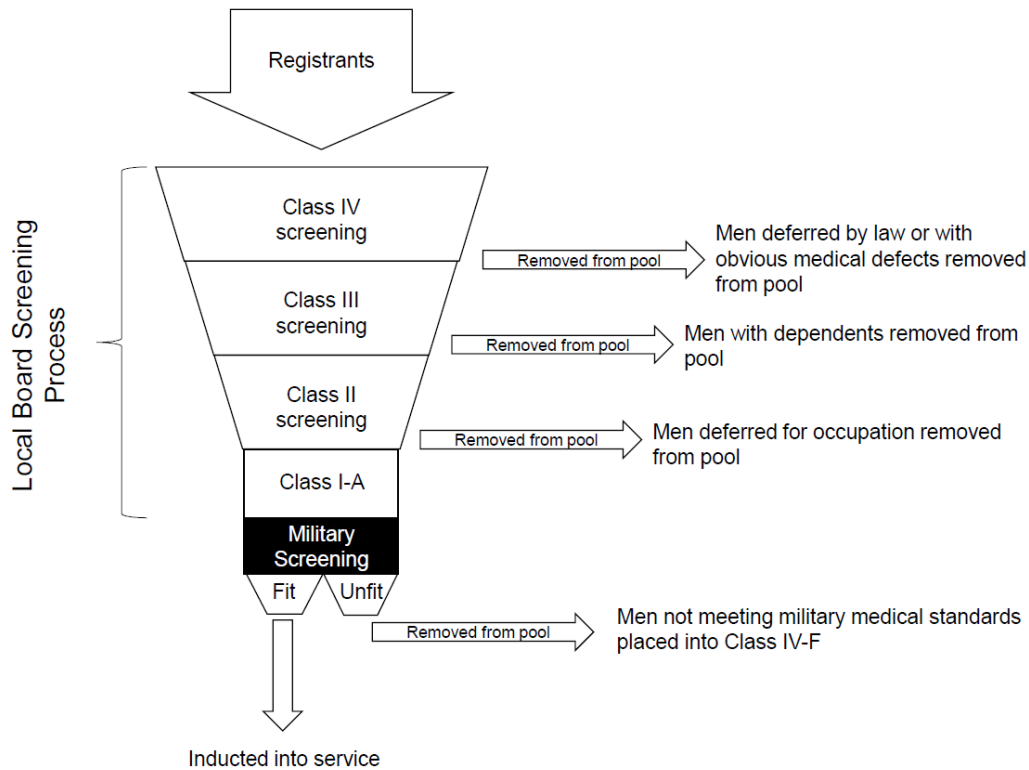 Registrants
Local Board Screening
Process
Class IV
screening
Removed from pool
Men deferred by law or with
obvious medical defects removed
from pool
Class III
screening
Removed from pool
Men with dependents removed from
pool
Class II
screening
Removed from pool
Men deferred for occupation removed
from pool
Class I-A
Military
Screening
Fit
Unfit
Removed from pool
Men not meeting military medical standards
placed into Class IV-F
Inducted into service